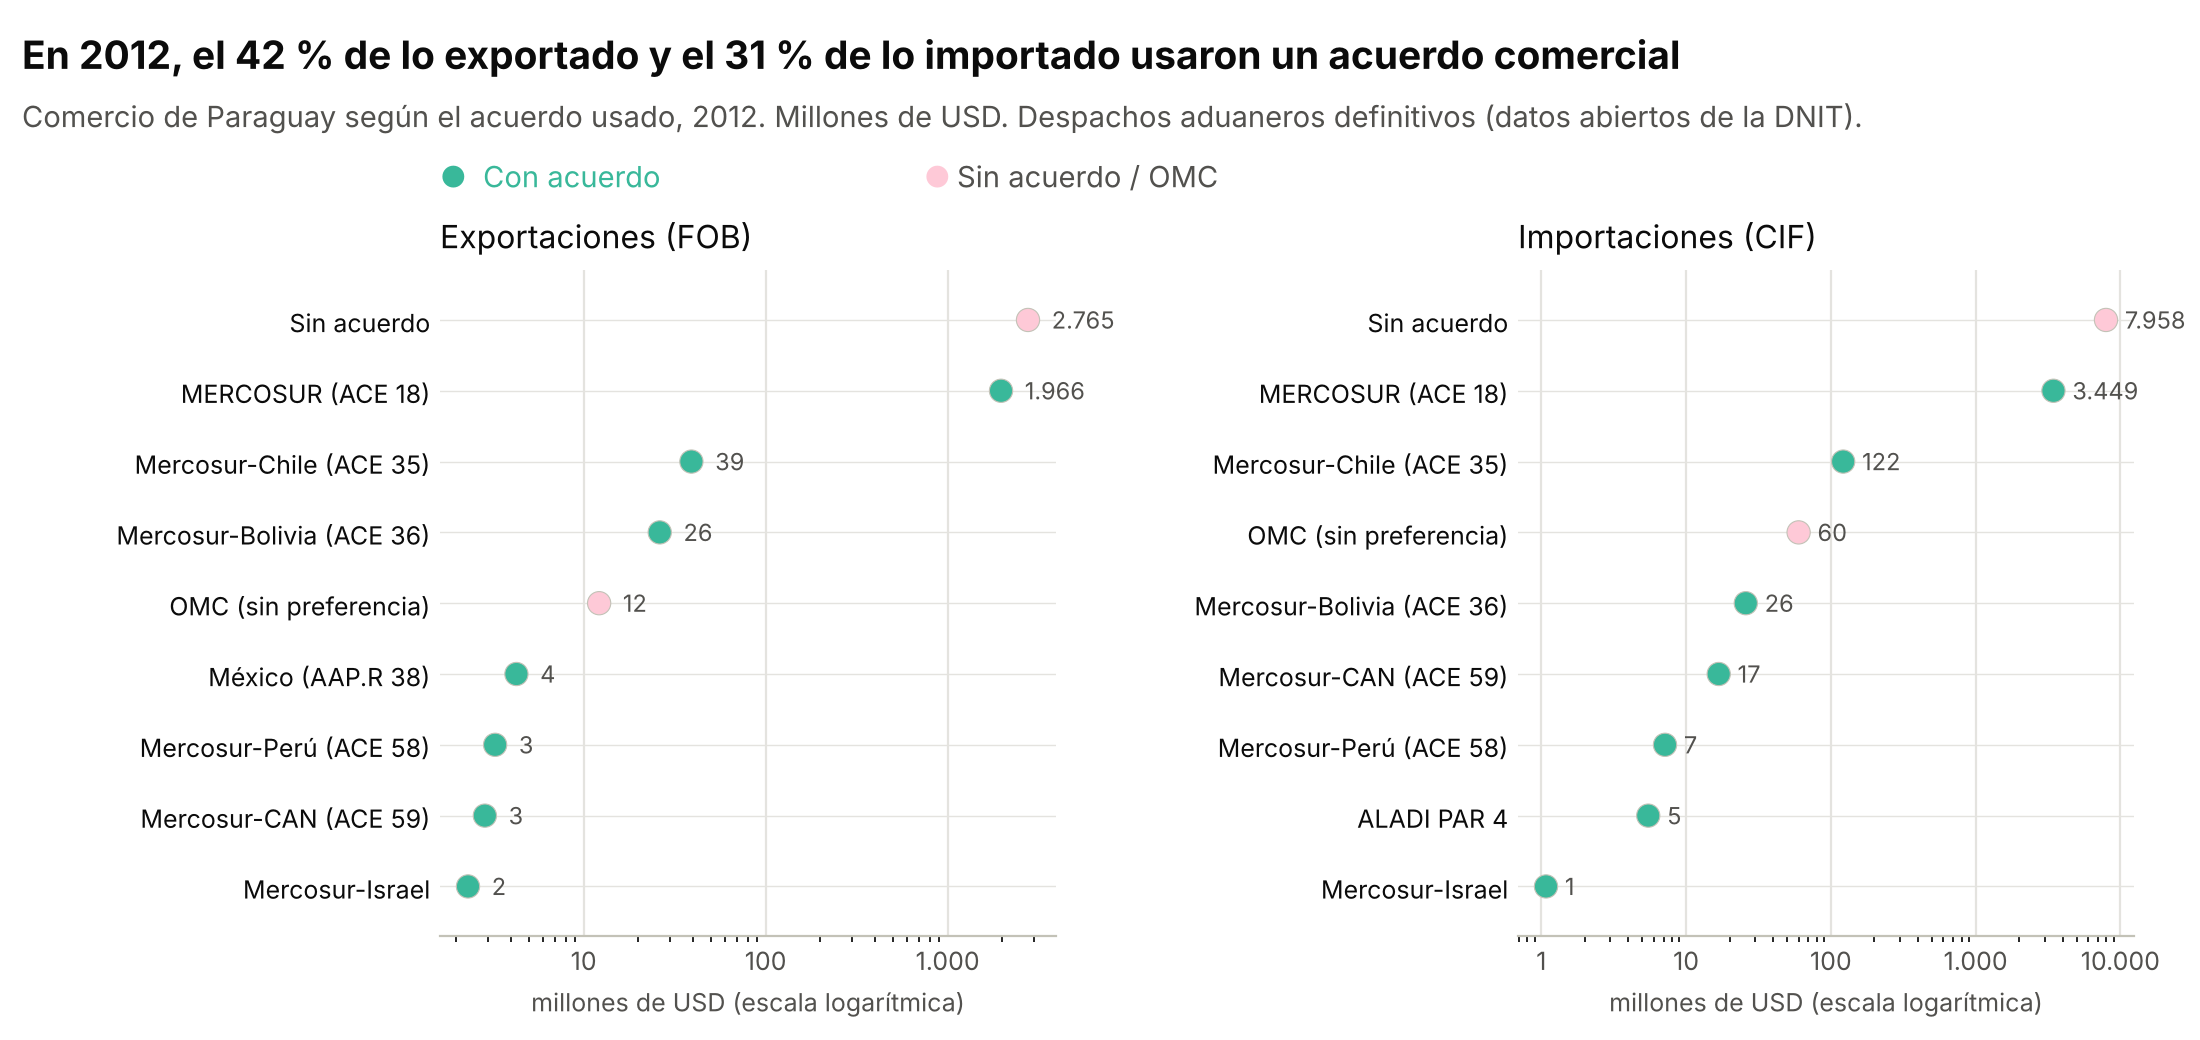 En 2012, el 42 % de lo exportado y el 31 % de lo importado usaron un acuerdo comercial
Comercio de Paraguay según el acuerdo usado, 2012. Millones de USD. Despachos aduaneros definitivos (datos abiertos de la DNIT).
Con acuerdo
Sin acuerdo / OMC
Exportaciones (FOB)
Sin acuerdo 2.765
MERCOSUR (ACE 18) 1.966
Mercosur-Chile (ACE 35) 39
Mercosur-Bolivia (ACE 36) 26
OMC (sin preferencia) 12
México (AAP.R 38) 4
Mercosur-Perú (ACE 58) 3
Mercosur-CAN (ACE 59) 3
Mercosur-Israel 2
10 100 1.000
millones de USD (escala logarítmica)
Importaciones (CIF)
Sin acuerdo 7.958
MERCOSUR (ACE 18) 3.449
Mercosur-Chile (ACE 35) 122
OMC (sin preferencia) 60
Mercosur-Bolivia (ACE 36) 26
Mercosur-CAN (ACE 59) 17
Mercosur-Perú (ACE 58) 7
ALADI PAR 4 5
Mercosur-Israel 1
1 10 100 1.000 10.000
millones de USD (escala logarítmica)